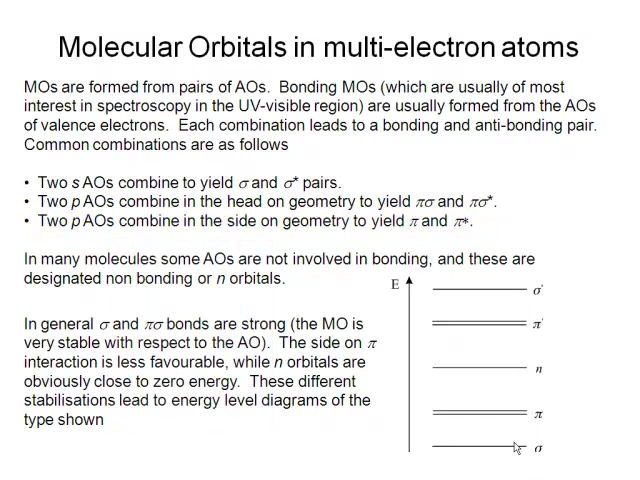 Molecular Orbitals in multi-electron atoms
MOs are formed from pairs of AOs. Bonding MOs (which are usually of most
interest in spectroscopy in the UV-visible region) are usually formed from the AOs
of valence electrons. Each combination leads to a bonding and anti-bonding pair.
Common combinations are as follows
• Two s AOs combine to yield σ and σ* pairs.
• Two p AOs combine in the head on geometry to yield πσ and πσ*.
• Two p AOs combine in the side on geometry to yield π and π*.
In many molecules some AOs are not involved in bonding, and these are
designated non bonding or n orbitals.
In general σ and πσ bonds are strong (the MO is
very stable with respect to the AO). The side on π
interaction is less favourable, while n orbitals are
obviously close to zero energy. These different
stabilisations lead to energy level diagrams of the
type shown
E
σ*
π*
n
π
σ